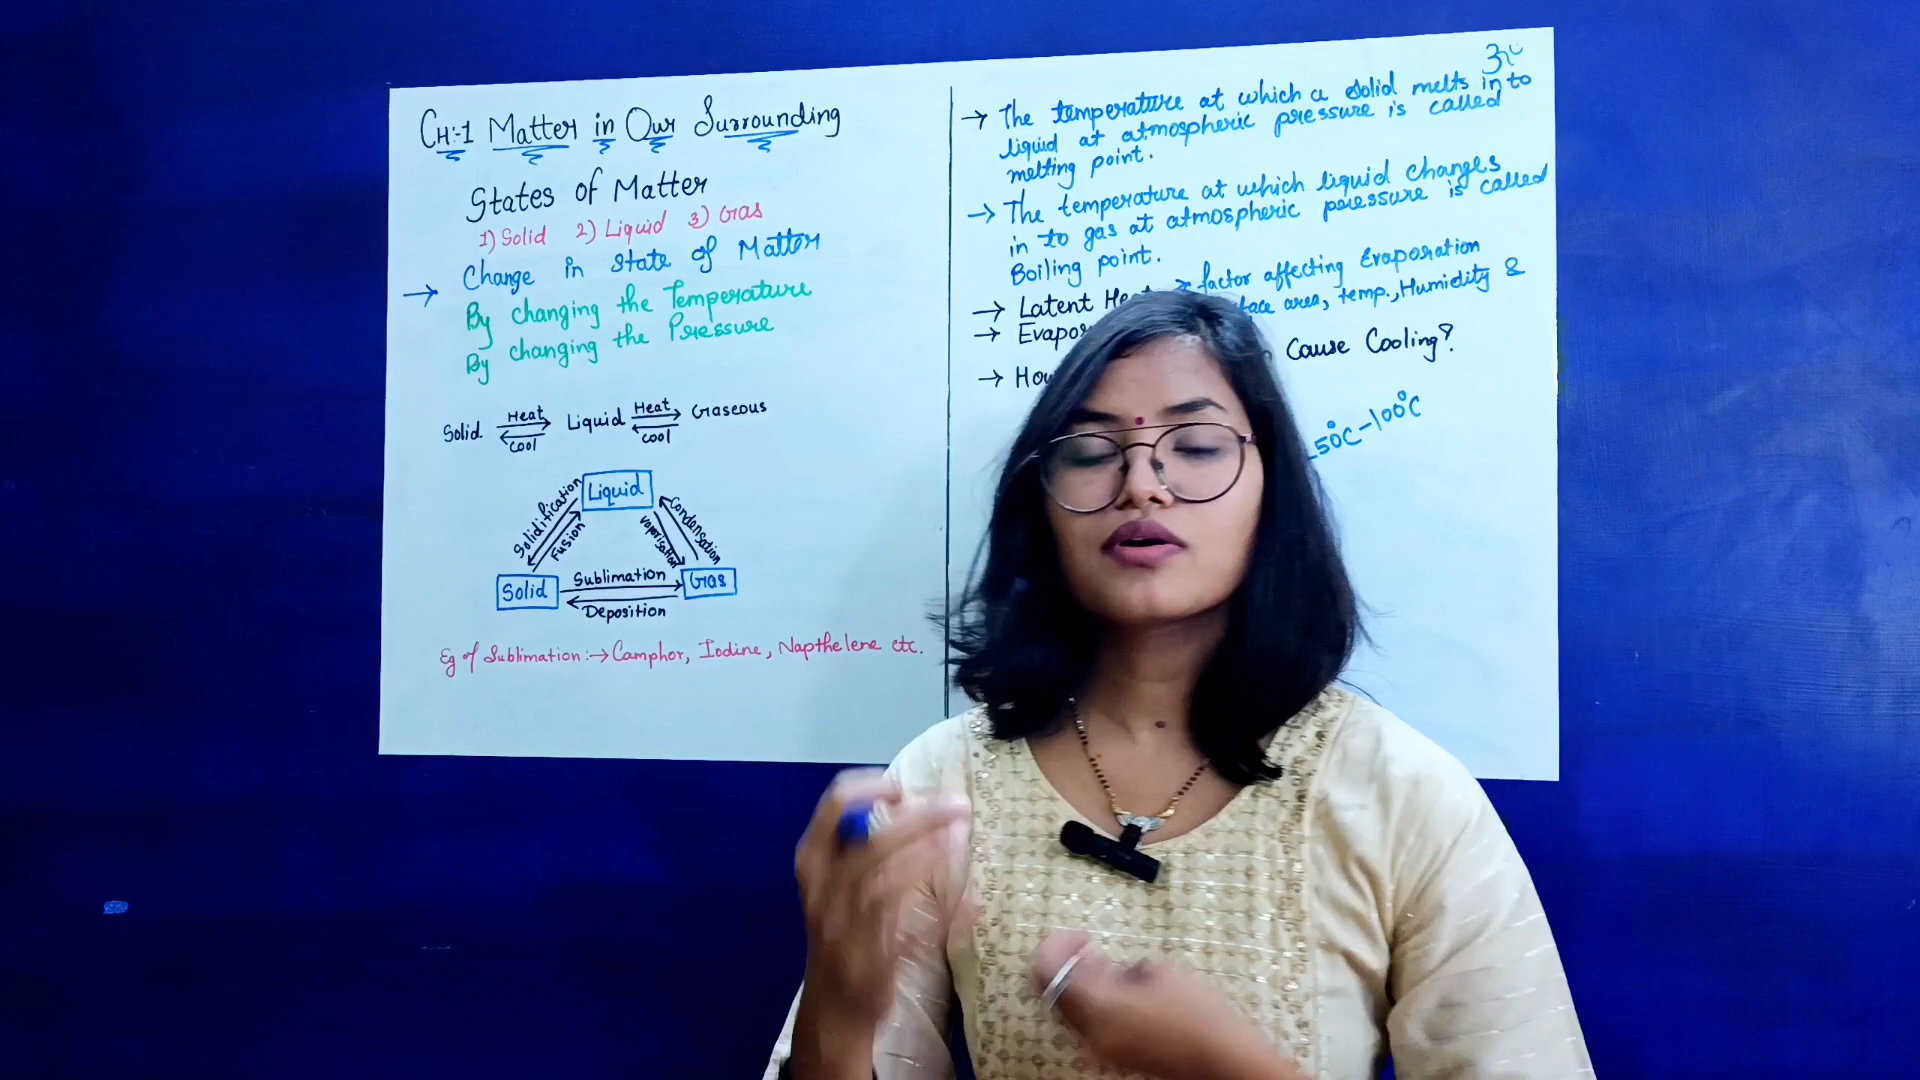 CH:-1 Matter in Our Surrounding
States of Matter
1) Solid 2) Liquid 3) Gas
→ Change in State of Matter
By changing the Temperature
By changing the Pressure
Solid Heat Cool Liquid Heat Cool Gaseous
Liquid
Solidification
Fusion
Vaporisation
Condensation
Solid
Sublimation
Gas
Deposition
Eg of Sublimation :→ Camphor, Iodine, Napthelene etc.
→ The temperature at which a Solid melts in to
liquid at atmospheric pressure is called
melting point.
→ The temperature at which liquid changes
in to gas at atmospheric pressure is called
Boiling point.
→ Latent factor affecting Evaporation
→ area, temp., Humidity &
→ Cause Cooling?
50°C-100°C